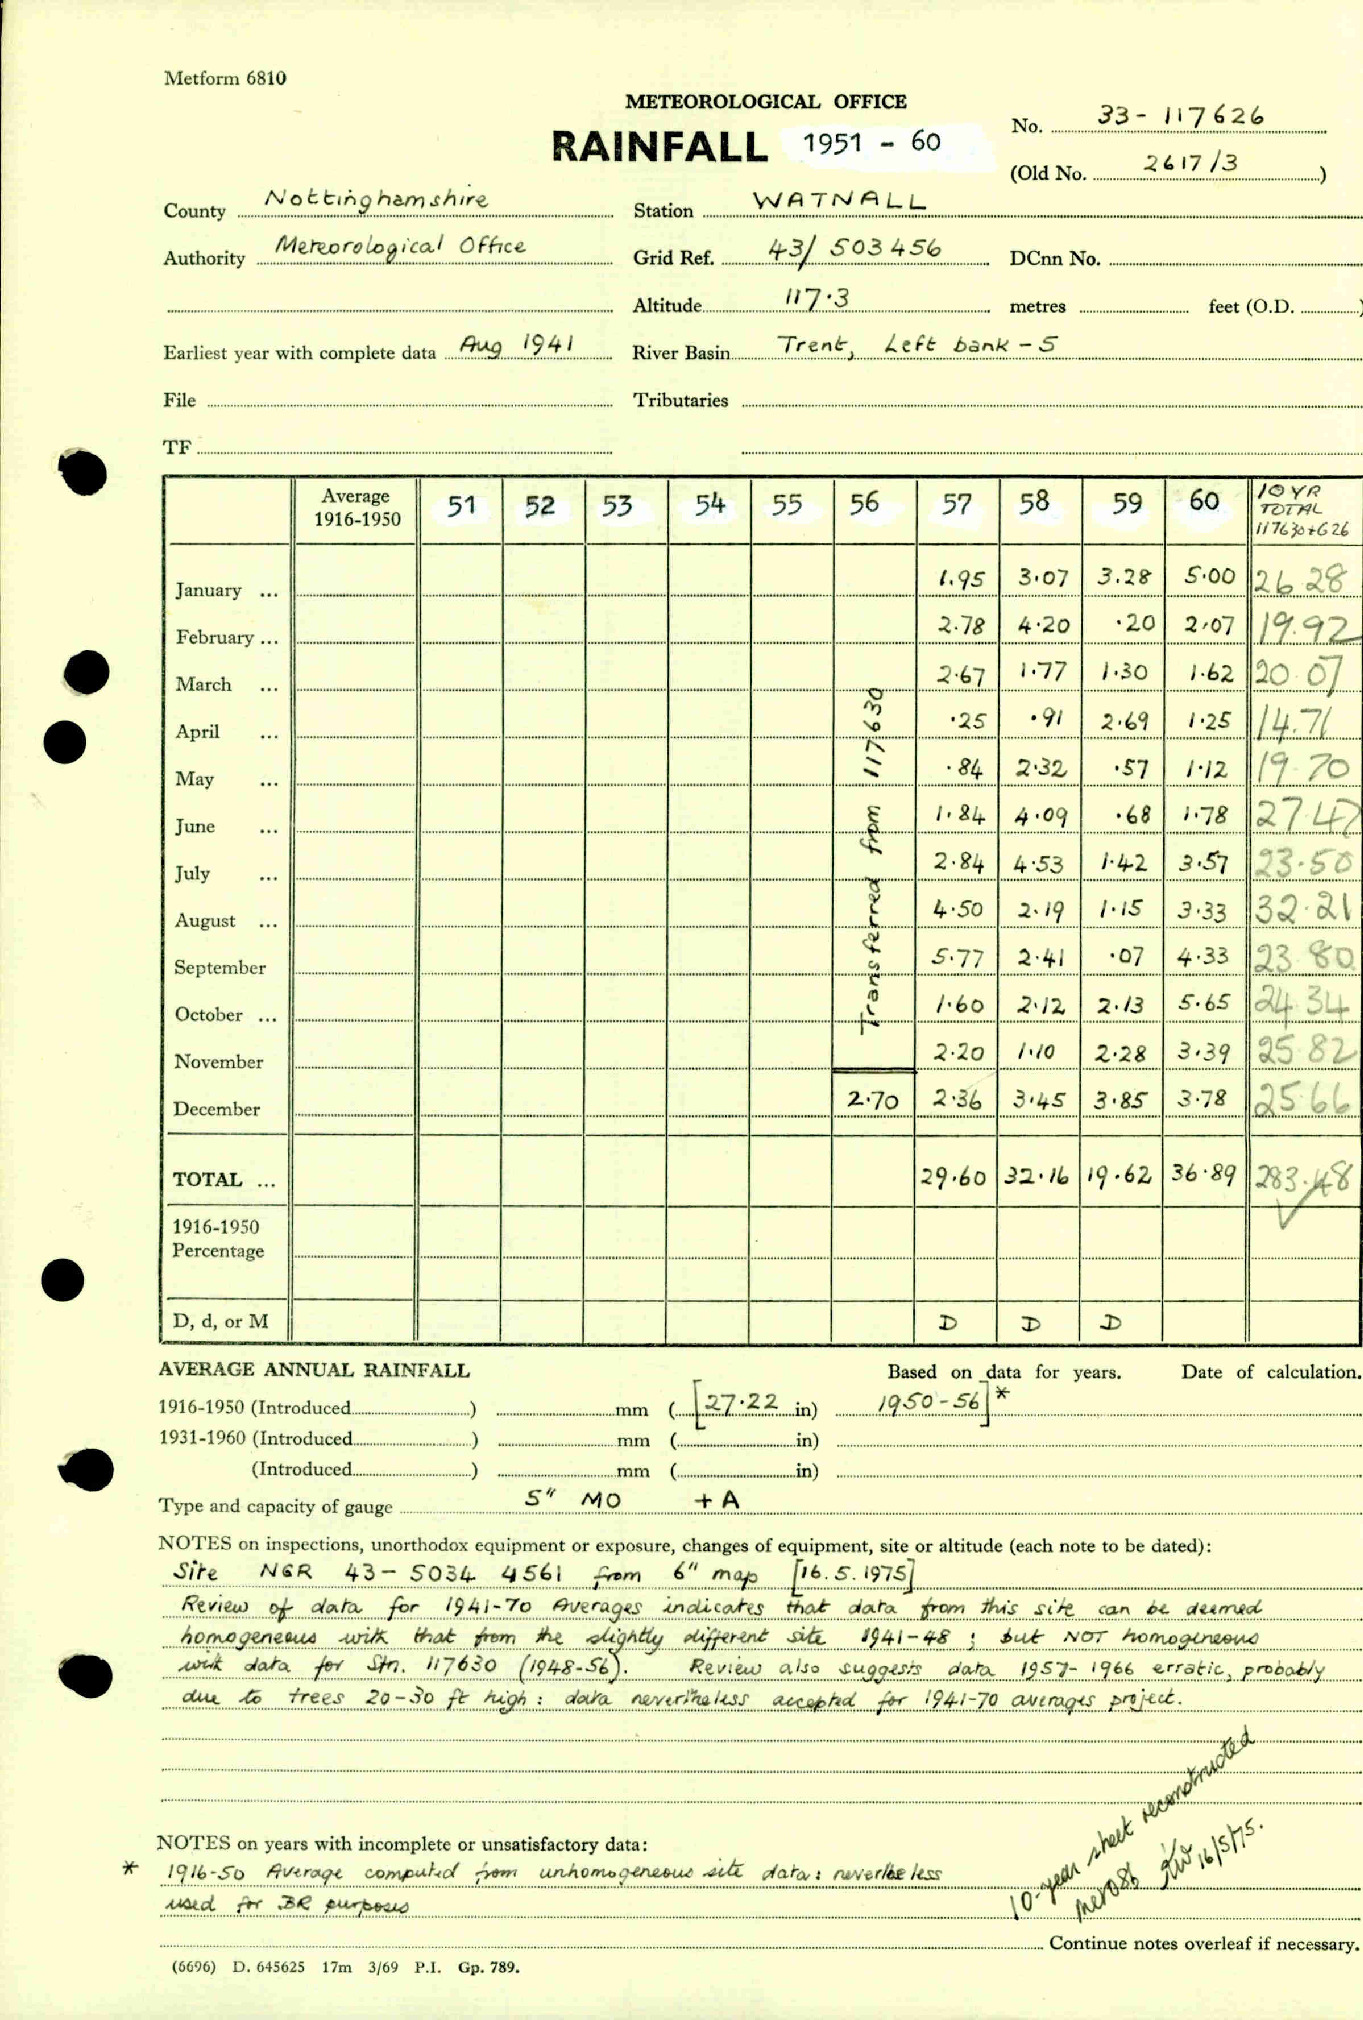 Metform 6810
METEOROLOGICAL OFFICE
RAINFALL 1951 - 60
No. 33- 117626
(Old No. 2617/3)
County Nottinghamshire Station WATNALL
Authority Meteorological Office Grid Ref. 43/ 503456 DCnn No.
Altitude 117·3 metres feet (O.D. )
Earliest year with complete data Aug 1941 River Basin Trent, Left bank - 5
File Tributaries
TF
Average 1916-1950 51 52 53 54 55 56 57 58 59 60 10 YR TOTAL 117630+626
January ... 1.95 3·07 3.28 5·00 26 28
February ... 2·78 4·20 ·20 2·07 19.92
March ... 2·67 1·77 1·30 1·62 20 07
April ... ·25 ·91 2·69 1·25 14.71
May ... ·84 2·32 ·57 1·12 19 70
June ... 1·84 4·09 ·68 1·78 27 47
July ... 2·84 4·53 1·42 3·57 23·50
August ... 4·50 2·19 1·15 3·33 32·21
September 5·77 2·41 ·07 4·33 23 80
October ... 1·60 2·12 2·13 5·65 24 34
November 2·20 1·10 2·28 3·39 25 82
Transferred from 117630
December 2·70 2·36 3·45 3·85 3·78 25 66
TOTAL ... 29·60 32·16 19·62 36·89 283·48
1916-1950
Percentage
D, d, or M D D D
AVERAGE ANNUAL RAINFALL Based on data for years. Date of calculation.
1916-1950 (Introduced ) mm ( [27·22 in) 1950-56]*
1931-1960 (Introduced ) mm ( in)
(Introduced ) mm ( in)
Type and capacity of gauge 5" MO + A
NOTES on inspections, unorthodox equipment or exposure, changes of equipment, site or altitude (each note to be dated):
Site NGR 43- 5034 4561 from 6" map [16.5.1975]
Review of data for 1941-70 Averages indicates that data from this site can be deemed
homogeneous with that from the slightly different site 1941-48 ; but NOT homogineous
with data for Stn. 117630 (1948-56). Review also suggests data 1957-1966 erratic, probably
due to trees 20-30 ft high : data nevertheless accepted for 1941-70 averages project.
10-year sheet reconstructed
16/5/75.
NOTES on years with incomplete or unsatisfactory data:
* 1916-50 Average computed from unhomogeneous site data: nevertheless
used for BR purposes
Continue notes overleaf if necessary.
(6696) D. 645625 17m 3/69 P.I. Gp. 789.